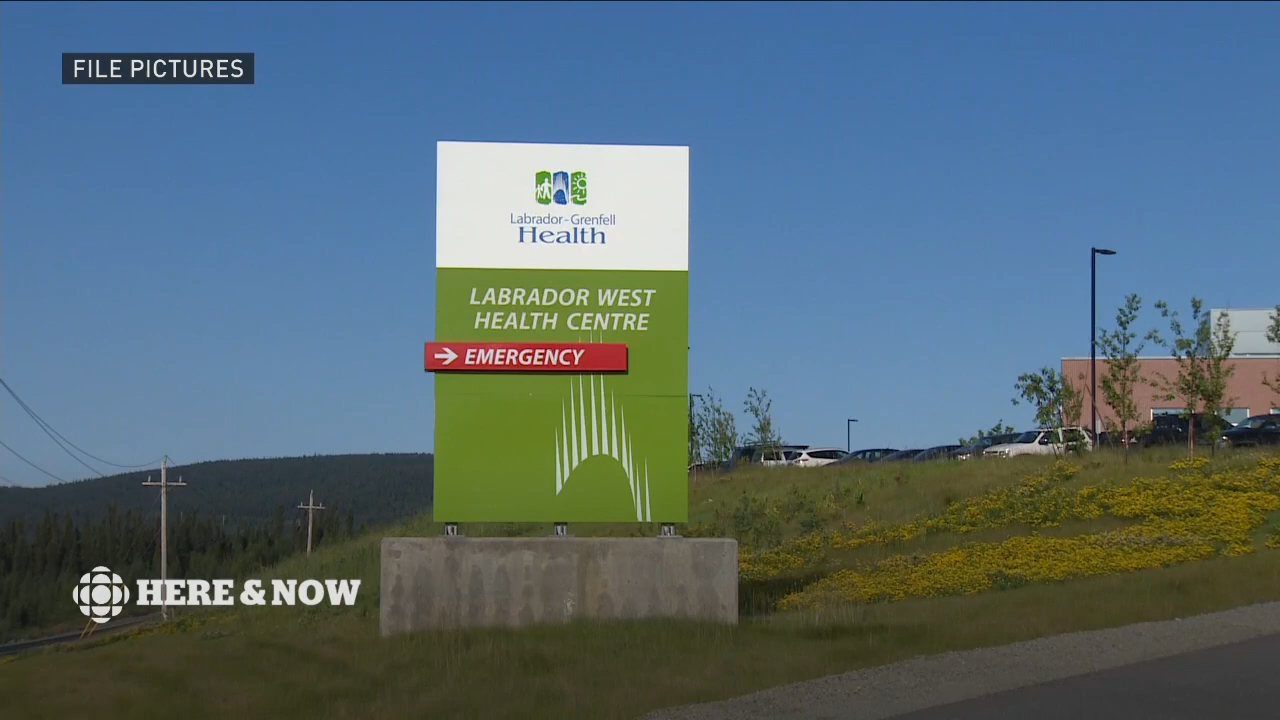 FILE PICTURES
Labrador-Grenfell
Health
LABRADOR WEST
HEALTH CENTRE
EMERGENCY
HERE & NOW